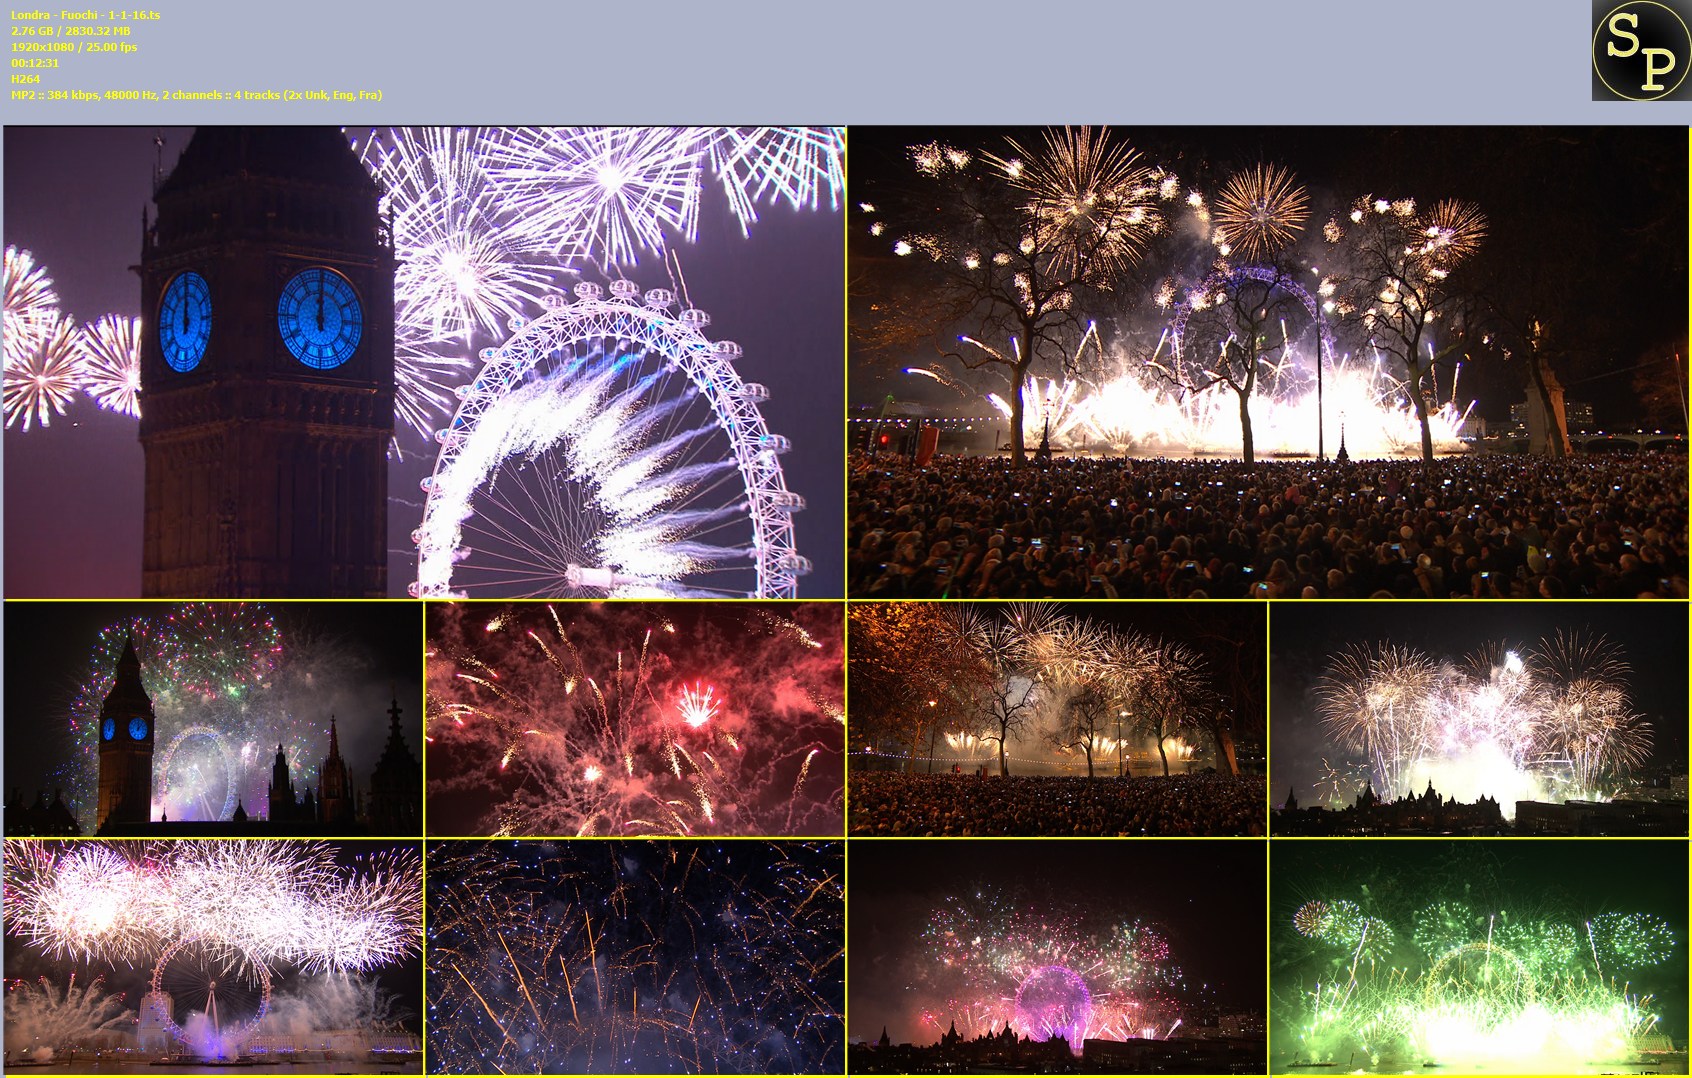 Londra - Fuochi - 1-1-16.ts
2.76 GB / 2830.32 MB
1920x1080 / 25.00 fps
00:12:31
H264
MP2 :: 384 kbps, 48000 Hz, 2 channels :: 4 tracks (2x Unk, Eng, Fra)
SP